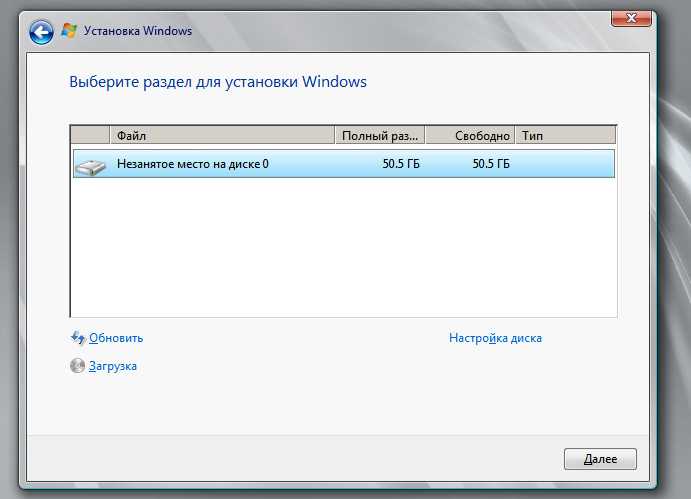 Установка Windows
Выберите раздел для установки Windows
Файл Полный раз... Свободно Тип
Незанятое место на диске 0 50.5 ГБ 50.5 ГБ
Обновить Настройка диска
Загрузка
Далее